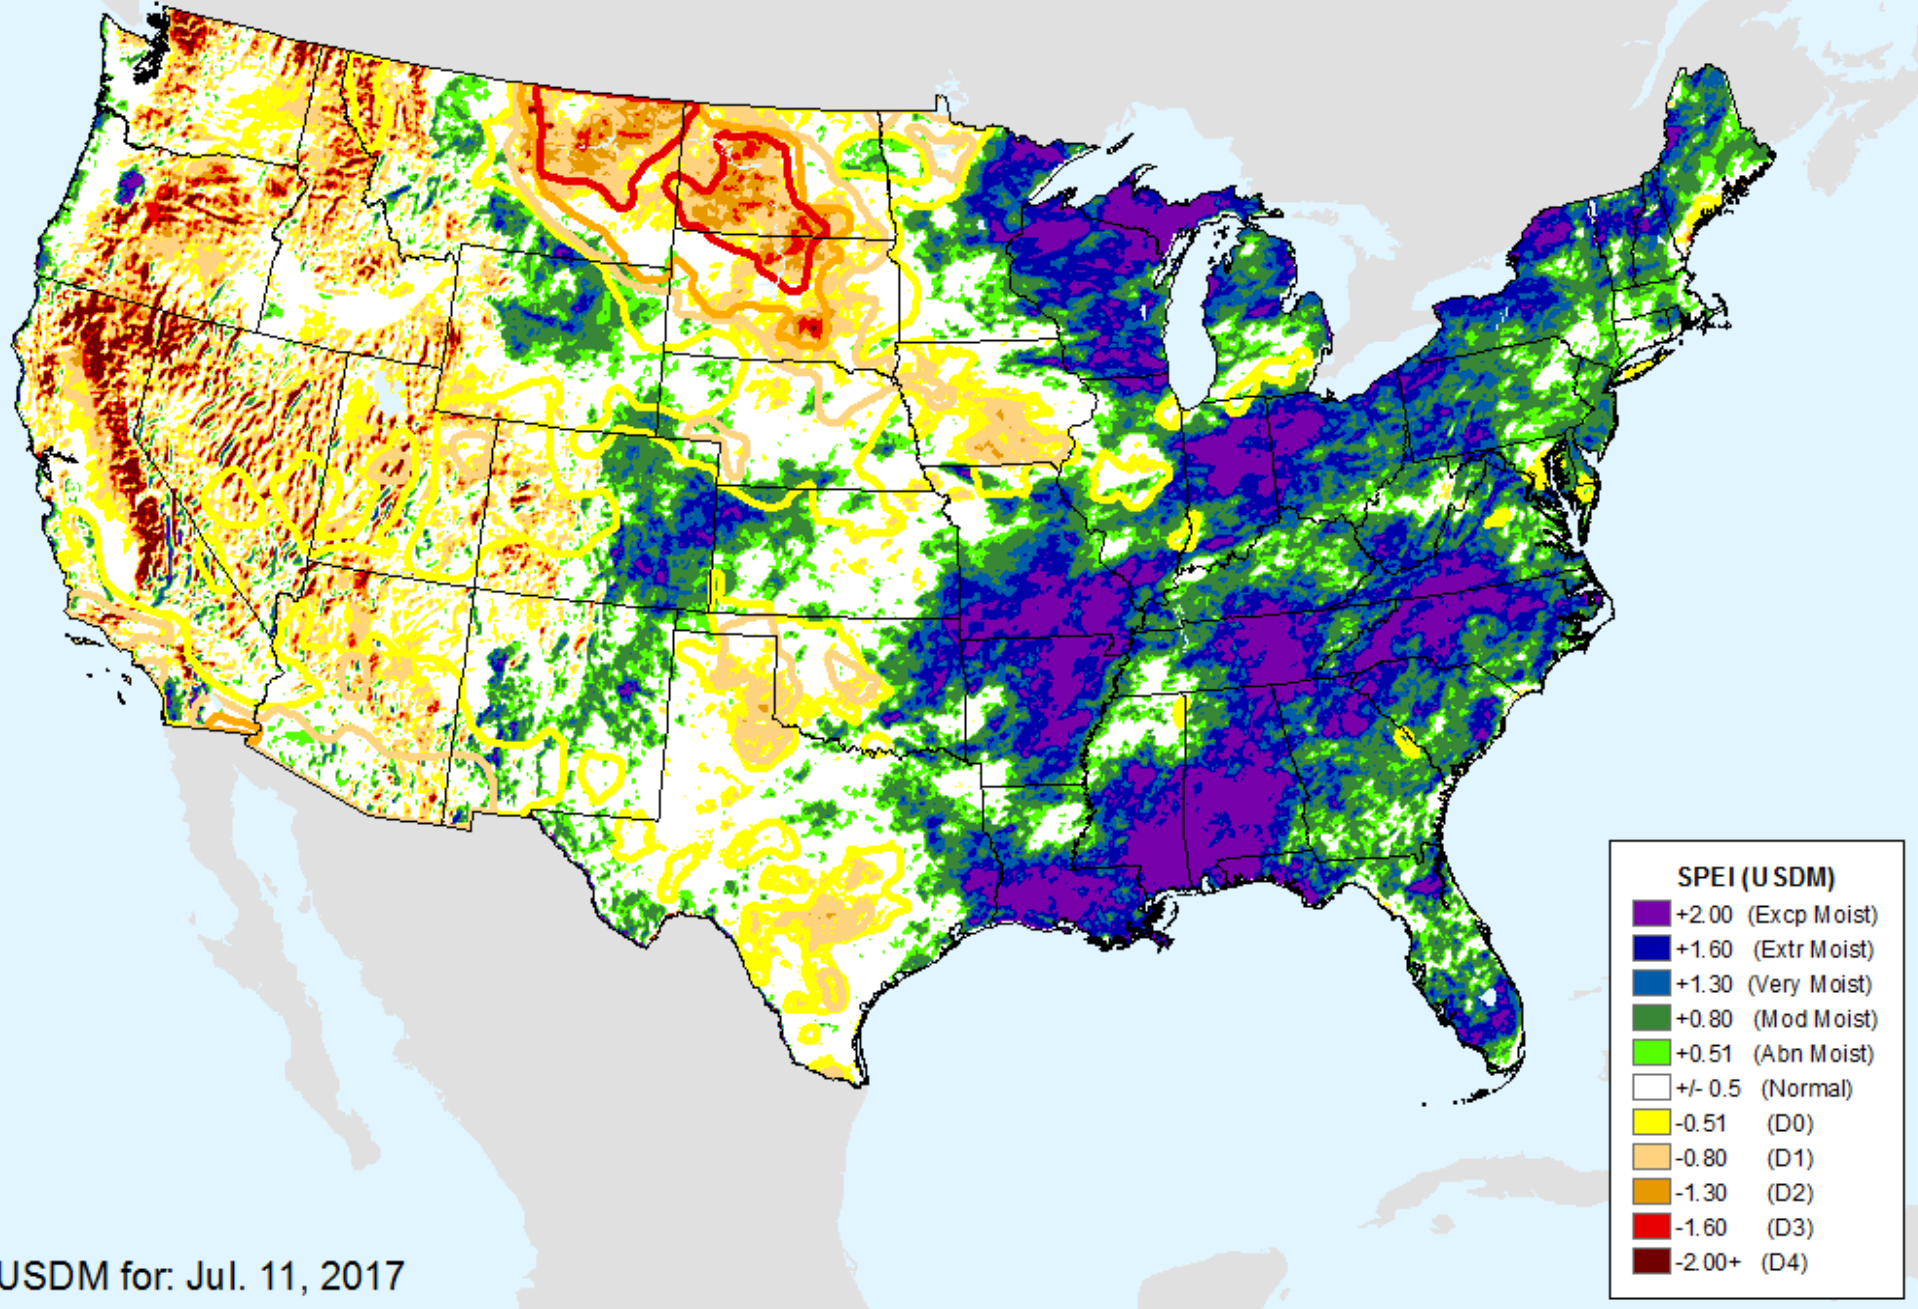 SPEI (USDM)
+2.00 (Excp Moist)
+1.60 (Extr Moist)
+1.30 (Very Moist)
+0.80 (Mod Moist)
+0.51 (Abn Moist)
+/- 0.5 (Normal)
-0.51 (D0)
-0.80 (D1)
-1.30 (D2)
-1.60 (D3)
-2.00+ (D4)
USDM for: Jul. 11, 2017